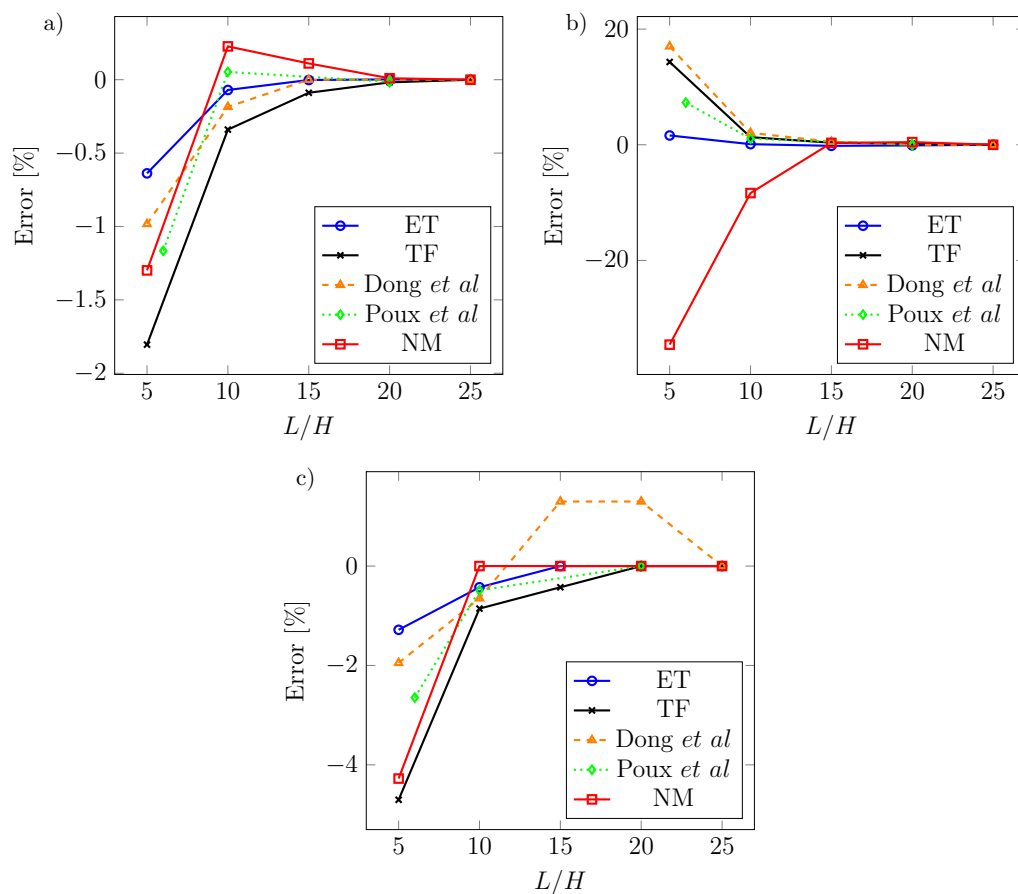 a)
0
−0.5
−1
−1.5
−2
Error [%]
5 10 15 20 25
L/H
ET
TF
Dong et al
Poux et al
NM
b)
20
0
−20
Error [%]
5 10 15 20 25
L/H
ET
TF
Dong et al
Poux et al
NM
c)
0
−2
−4
Error [%]
5 10 15 20 25
L/H
ET
TF
Dong et al
Poux et al
NM